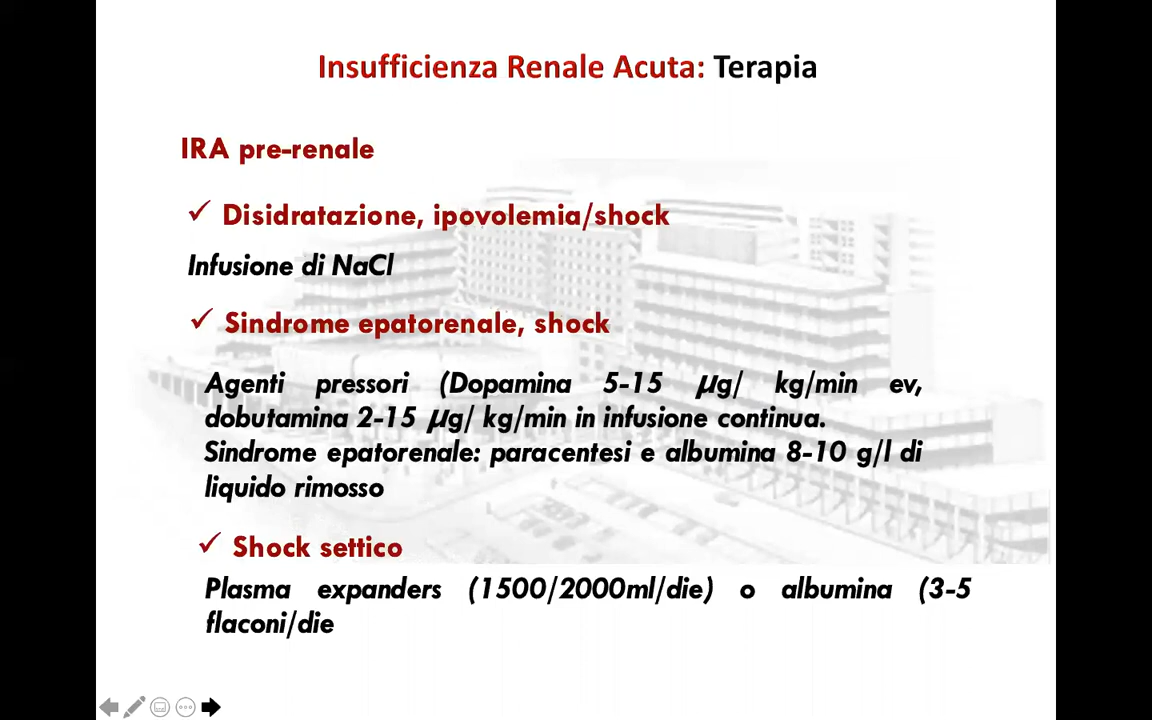 Insufficienza Renale Acuta: Terapia
IRA pre-renale
✓ Disidratazione, ipovolemia/shock
Infusione di NaCl
✓ Sindrome epatorenale, shock
Agenti pressori (Dopamina 5-15 µg/ kg/min ev,
dobutamina 2-15 µg/ kg/min in infusione continua.
Sindrome epatorenale: paracentesi e albumina 8-10 g/l di
liquido rimosso
✓ Shock settico
Plasma expanders (1500/2000ml/die) o albumina (3-5
flaconi/die